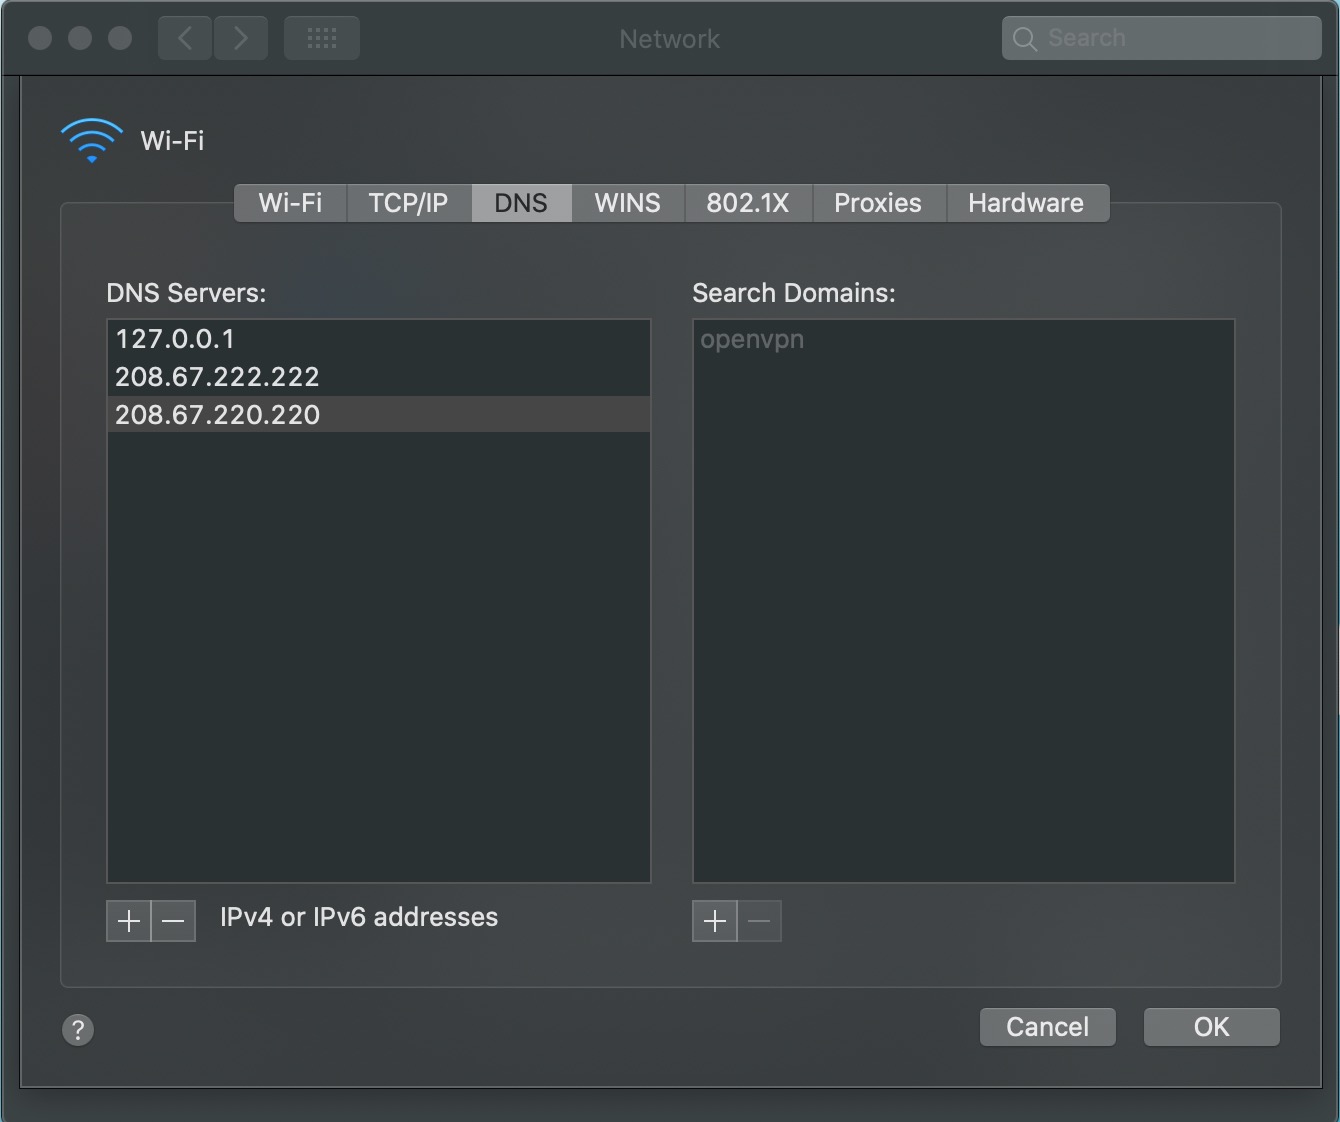 Network
Search
Wi-Fi
Wi-Fi TCP/IP DNS WINS 802.1X Proxies Hardware
DNS Servers:
127.0.0.1
208.67.222.222
208.67.220.220
IPv4 or IPv6 addresses
Search Domains:
openvpn
?
Cancel OK